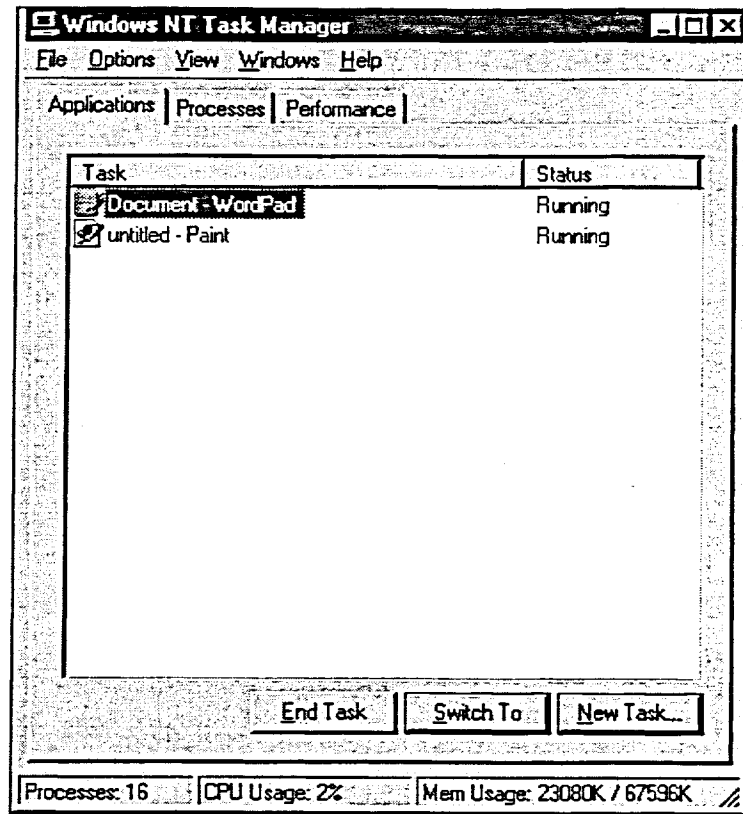 Windows NT Task Manager
File Options View Windows Help
Applications Processes Performance
Task Status
Document - WordPad Running
untitled - Paint Running
End Task Switch To New Task...
Processes: 16 CPU Usage: 2% Mem Usage: 23080K / 67596K